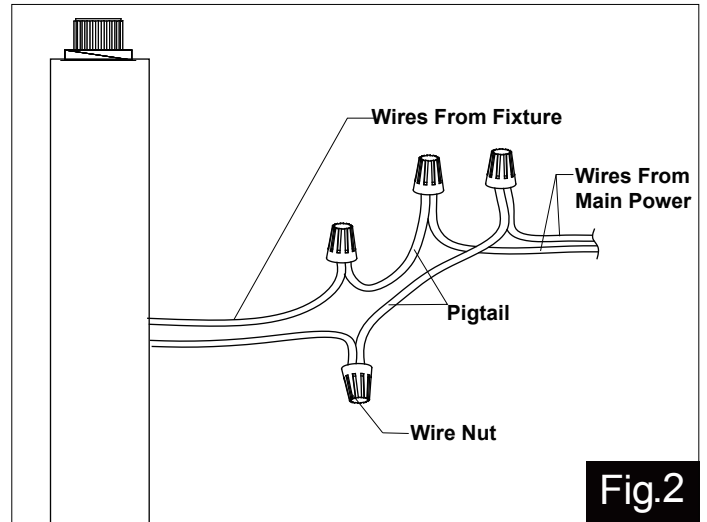 Wires From Fixture
Wires From
Main Power
Pigtail
Wire Nut
Fig.2